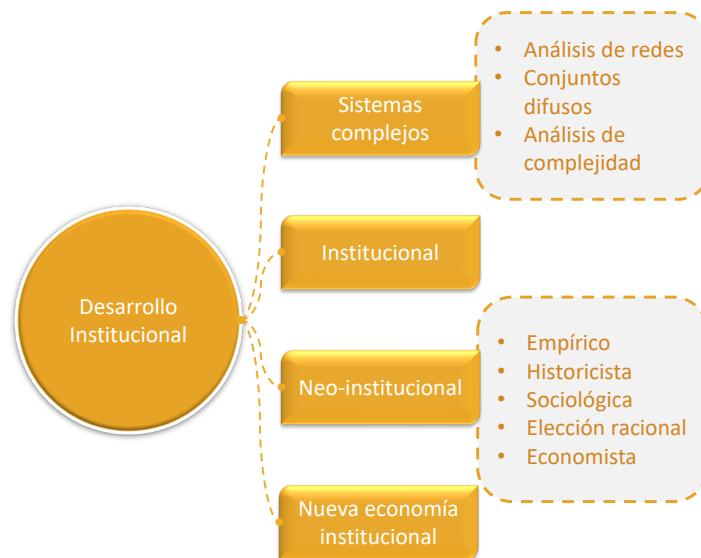 Desarrollo
Institucional
Sistemas
complejos
• Análisis de redes
• Conjuntos
difusos
• Análisis de
complejidad
Institucional
Neo-institucional
• Empírico
• Historicista
• Sociológica
• Elección racional
• Economista
Nueva economía
institucional